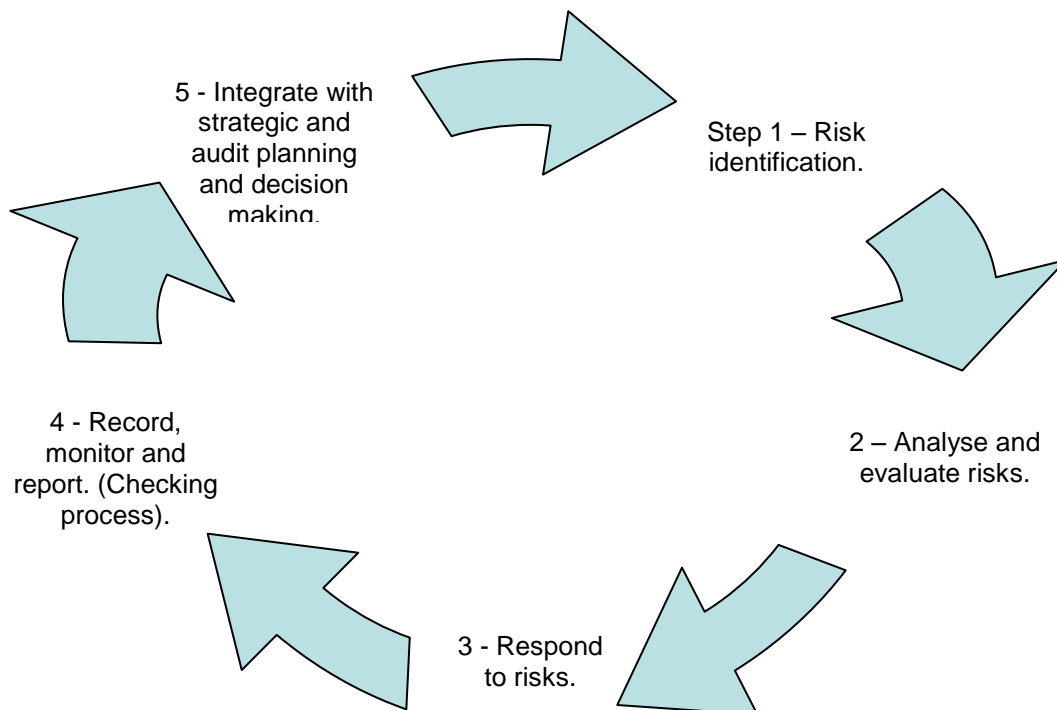 Step 1 – Risk
identification.
2 – Analyse and
evaluate risks.
3 - Respond
to risks.
4 - Record,
monitor and
report. (Checking
process).
5 - Integrate with
strategic and
audit planning
and decision
making.